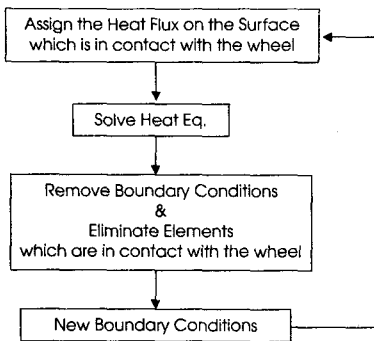 Assign the Heat Flux on the Surface
which is in contact with the wheel
Solve Heat Eq.
Remove Boundary Conditions
&
Eliminate Elements
which are in contact with the wheel
New Boundary Conditions